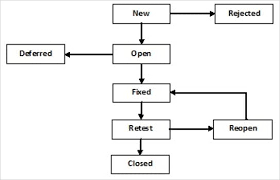 New
Rejected
Deferred
Open
Fixed
Retest
Reopen
Closed